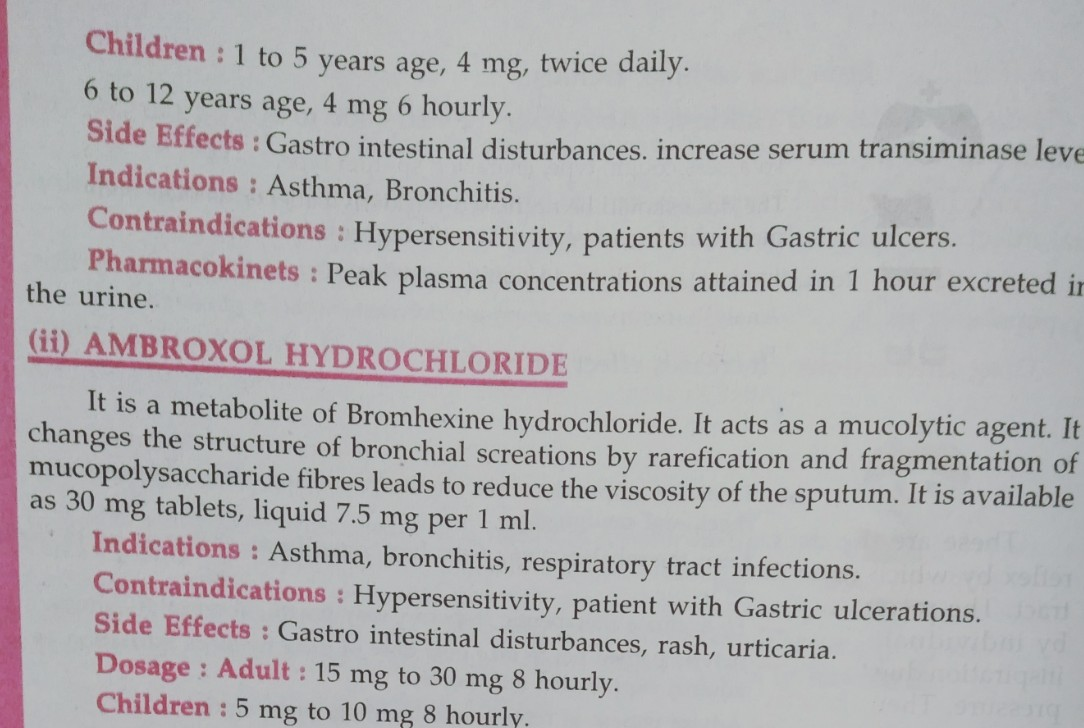 Children : 1 to 5 years age, 4 mg, twice daily.
6 to 12 years age, 4 mg 6 hourly.
Side Effects : Gastro intestinal disturbances. increase serum transiminase leve
Indications : Asthma, Bronchitis.
Contraindications : Hypersensitivity, patients with Gastric ulcers.
Pharmacokinets : Peak plasma concentrations attained in 1 hour excreted in
the urine.
(ii) AMBROXOL HYDROCHLORIDE
It is a metabolite of Bromhexine hydrochloride. It acts as a mucolytic agent. It
changes the structure of bronchial screations by rarefication and fragmentation of
mucopolysaccharide fibres leads to reduce the viscosity of the sputum. It is available
as 30 mg tablets, liquid 7.5 mg per 1 ml.
Indications : Asthma, bronchitis, respiratory tract infections.
Contraindications : Hypersensitivity, patient with Gastric ulcerations.
Side Effects : Gastro intestinal disturbances, rash, urticaria.
Dosage : Adult : 15 mg to 30 mg 8 hourly.
Children : 5 mg to 10 mg 8 hourly.